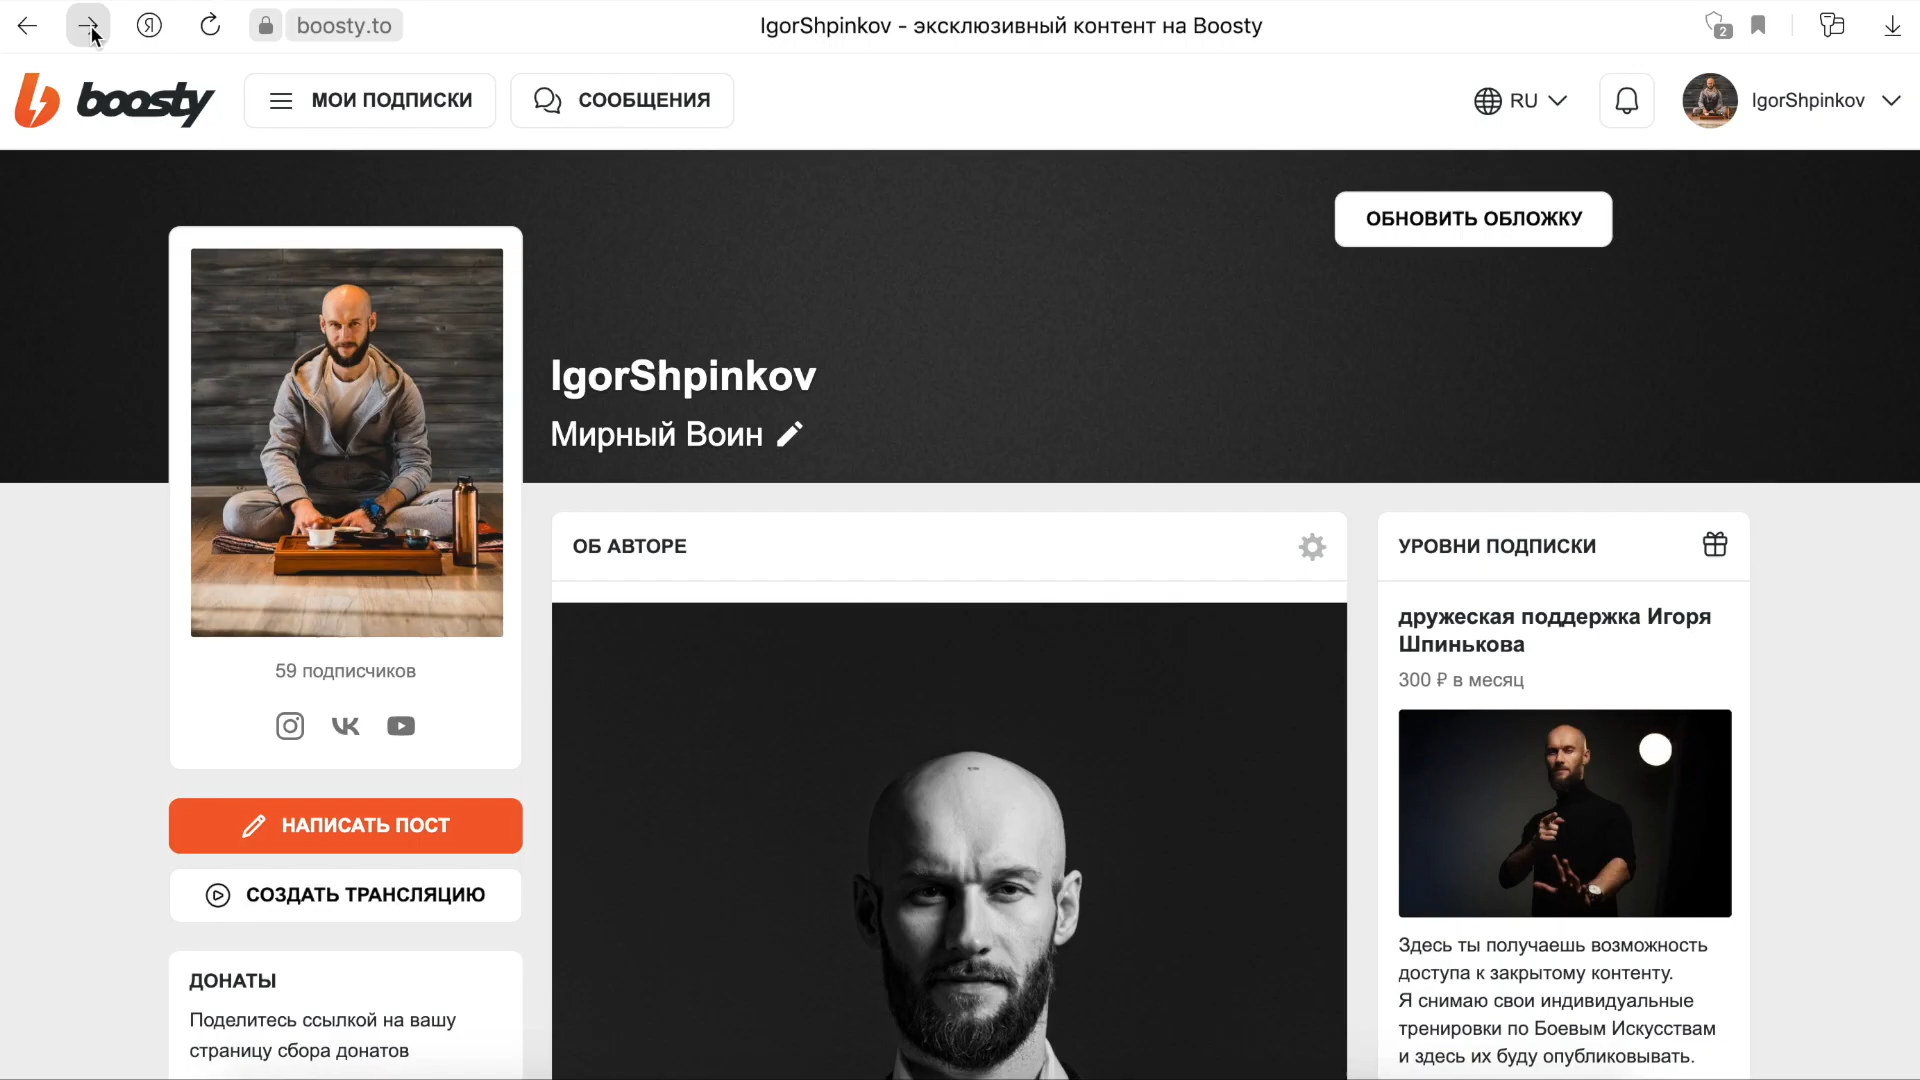 Я
boosty.to
IgorShpinkov - эксклюзивный контент на Boosty
2
boosty
МОИ ПОДПИСКИ
СООБЩЕНИЯ
RU
IgorShpinkov
ОБНОВИТЬ ОБЛОЖКУ
IgorShpinkov
Мирный Воин
59 подписчиков
НАПИСАТЬ ПОСТ
СОЗДАТЬ ТРАНСЛЯЦИЮ
ДОНАТЫ
Поделитесь ссылкой на вашу
страницу сбора донатов
ОБ АВТОРЕ
УРОВНИ ПОДПИСКИ
дружеская поддержка Игоря
Шпинькова
300 ₽ в месяц
Здесь ты получаешь возможность
доступа к закрытому контенту.
Я снимаю свои индивидуальные
тренировки по Боевым Искусствам
и здесь их буду опубликовывать.